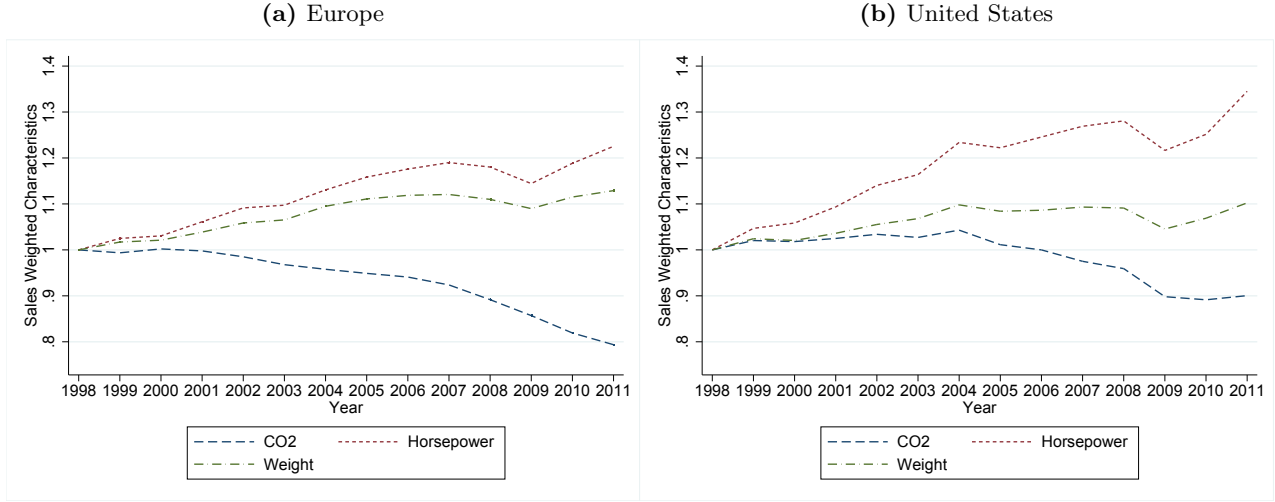 (a) Europe
Sales Weighted Characteristics
1.4
1.3
1.2
1.1
1
.9
.8
1998 1999 2000 2001 2002 2003 2004 2005 2006 2007 2008 2009 2010 2011
Year
CO2 Horsepower
Weight
(b) United States
Sales Weighted Characteristics
1.4
1.3
1.2
1.1
1
.9
.8
1998 1999 2000 2001 2002 2003 2004 2005 2006 2007 2008 2009 2010 2011
Year
CO2 Horsepower
Weight